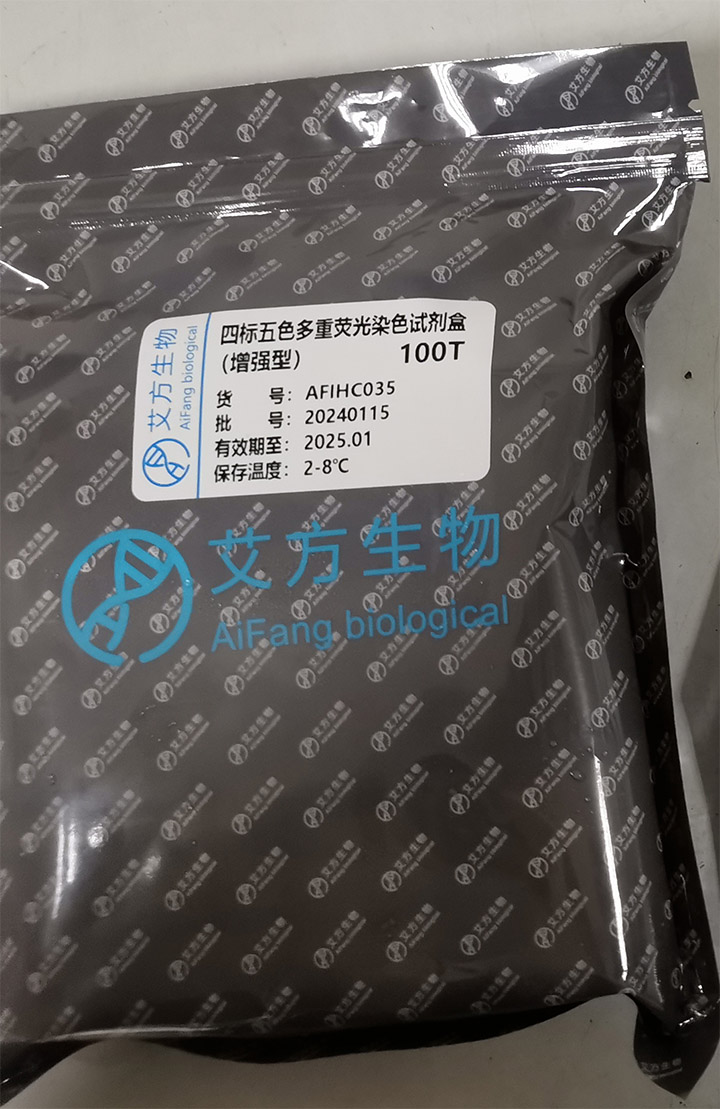 艾方生物
AiFang biological
四标五色多重荧光染色试剂盒
(增强型) 100T
货 号: AFIHC035
批 号: 20240115
有效期至: 2025.01
保存温度: 2-8℃
艾方生物
AiFang biological